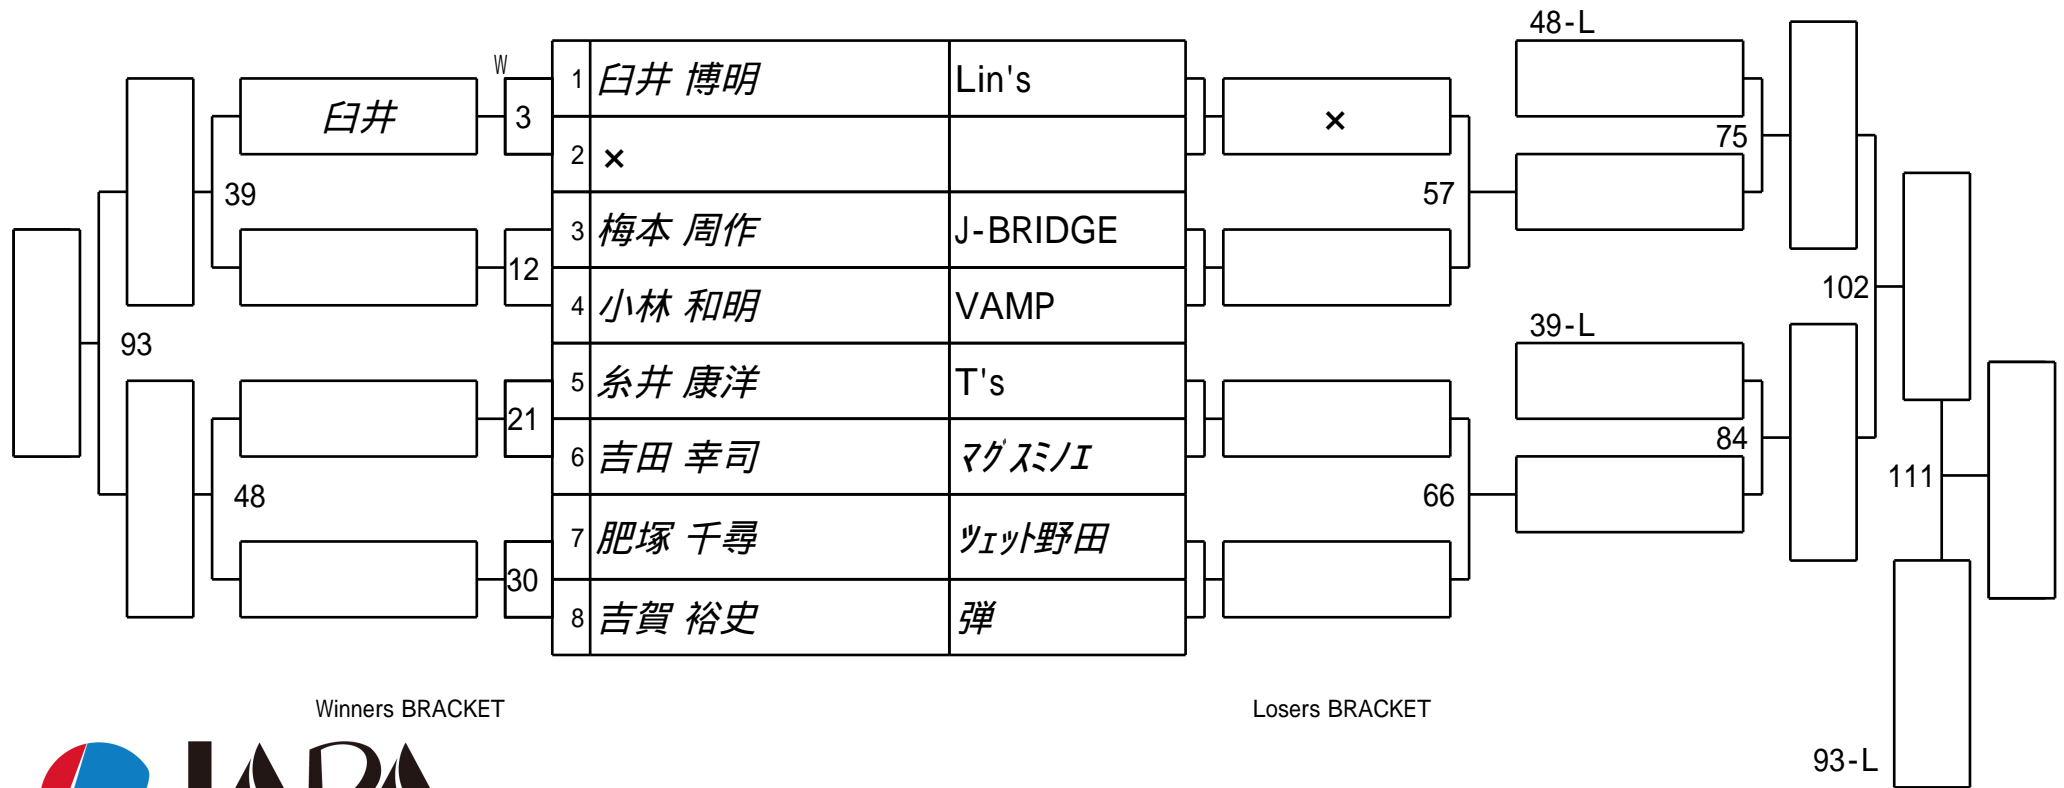 48-L
W
1 臼井 博明 Lin's
臼井 3 ×
2 × 75
39 57
3 梅本 周作 J-BRIDGE
12
4 小林 和明 VAMP 102
39-L
93
5 糸井 康洋 T's
21 84
6 吉田 幸司 マグスミノエ
48 66 111
7 肥塚 千尋 ツェット野田
30
8 吉賀 裕史 弾
Winners BRACKET Losers BRACKET
93-L